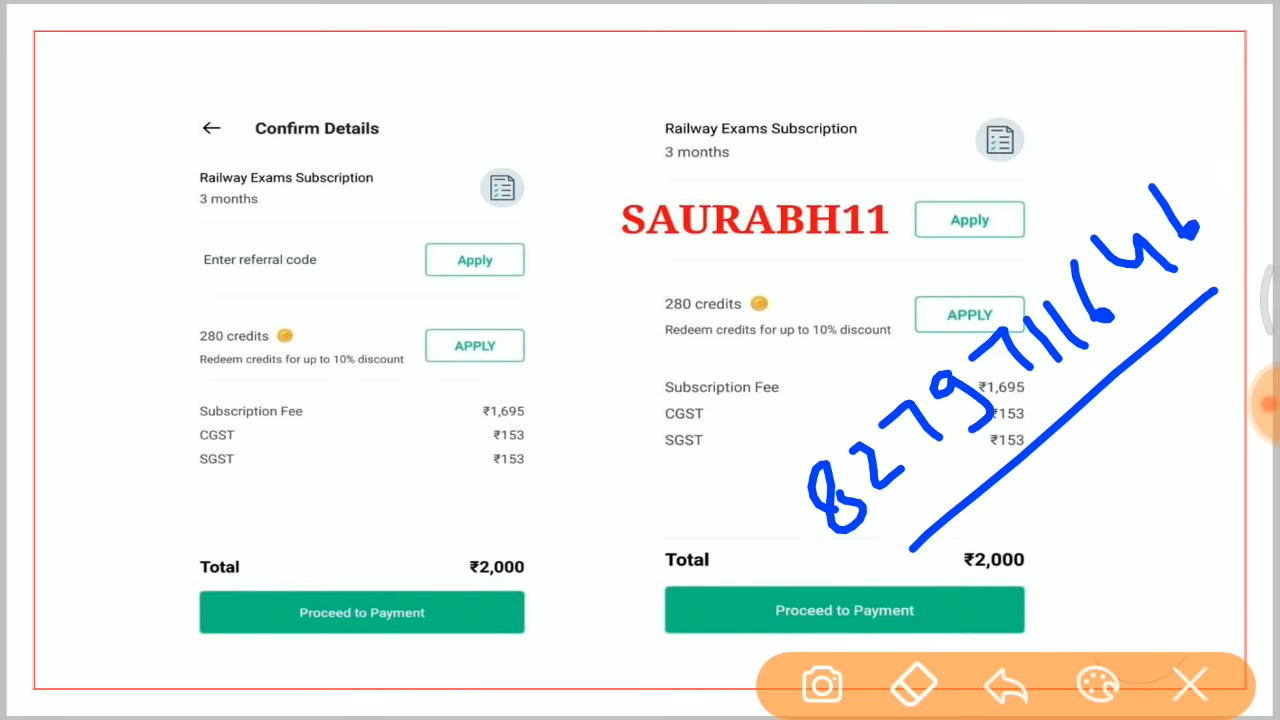 Confirm Details
Railway Exams Subscription
3 months
Enter referral code
Apply
280 credits
Redeem credits for up to 10% discount
APPLY
Subscription Fee ₹1,695
CGST ₹153
SGST ₹153
Total ₹2,000
Proceed to Payment
Railway Exams Subscription
3 months
SAURABH11
Apply
280 credits
Redeem credits for up to 10% discount
APPLY
Subscription Fee ₹1,695
CGST ₹153
SGST ₹153
8279711646
Total ₹2,000
Proceed to Payment